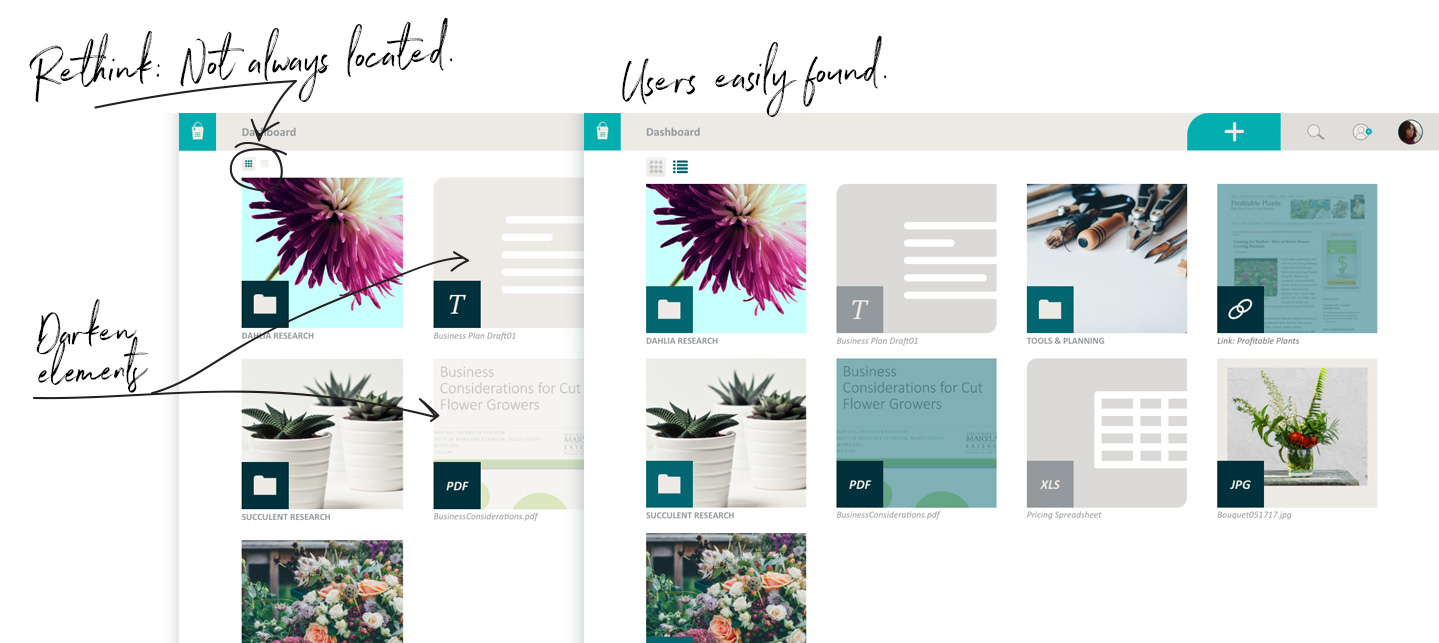 Rethink: Not always located.
Users easily found.
Dashboard
Dashboard
DAHLIA RESEARCH
T
Business Plan Draft01
DAHLIA RESEARCH
T
Business Plan Draft01
TOOLS & PLANNING
Profitable Plants
Link: Profitable Plants
Darken
elements
Business
Considerations for Cut
Flower Growers
PDF
SUCCULENT RESEARCH
BusinessConsiderations.pdf
Business
Considerations for Cut
Flower Growers
PDF
SUCCULENT RESEARCH
BusinessConsiderations.pdf
XLS
Pricing Spreadsheet
JPG
Bouquet051717.jpg